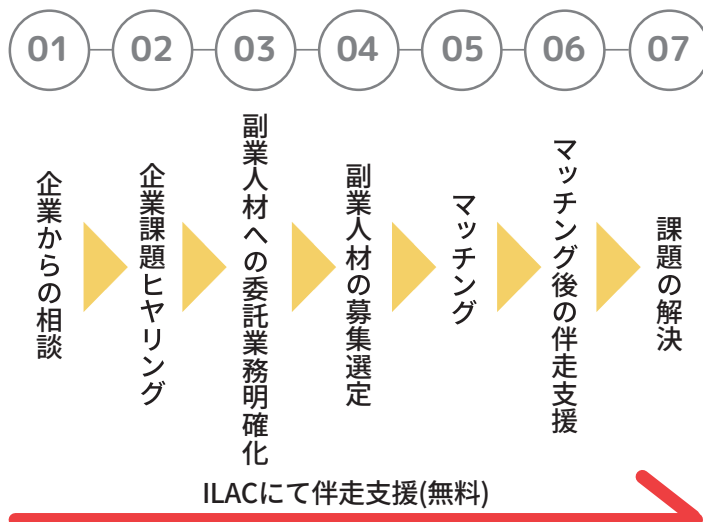 01
02
03
04
05
06
07
企業からの相談
企業課題ヒヤリング
副業人材への委託業務明確化
副業人材の募集選定
マッチング
マッチング後の伴走支援
課題の解決
ILACにて伴走支援(無料)